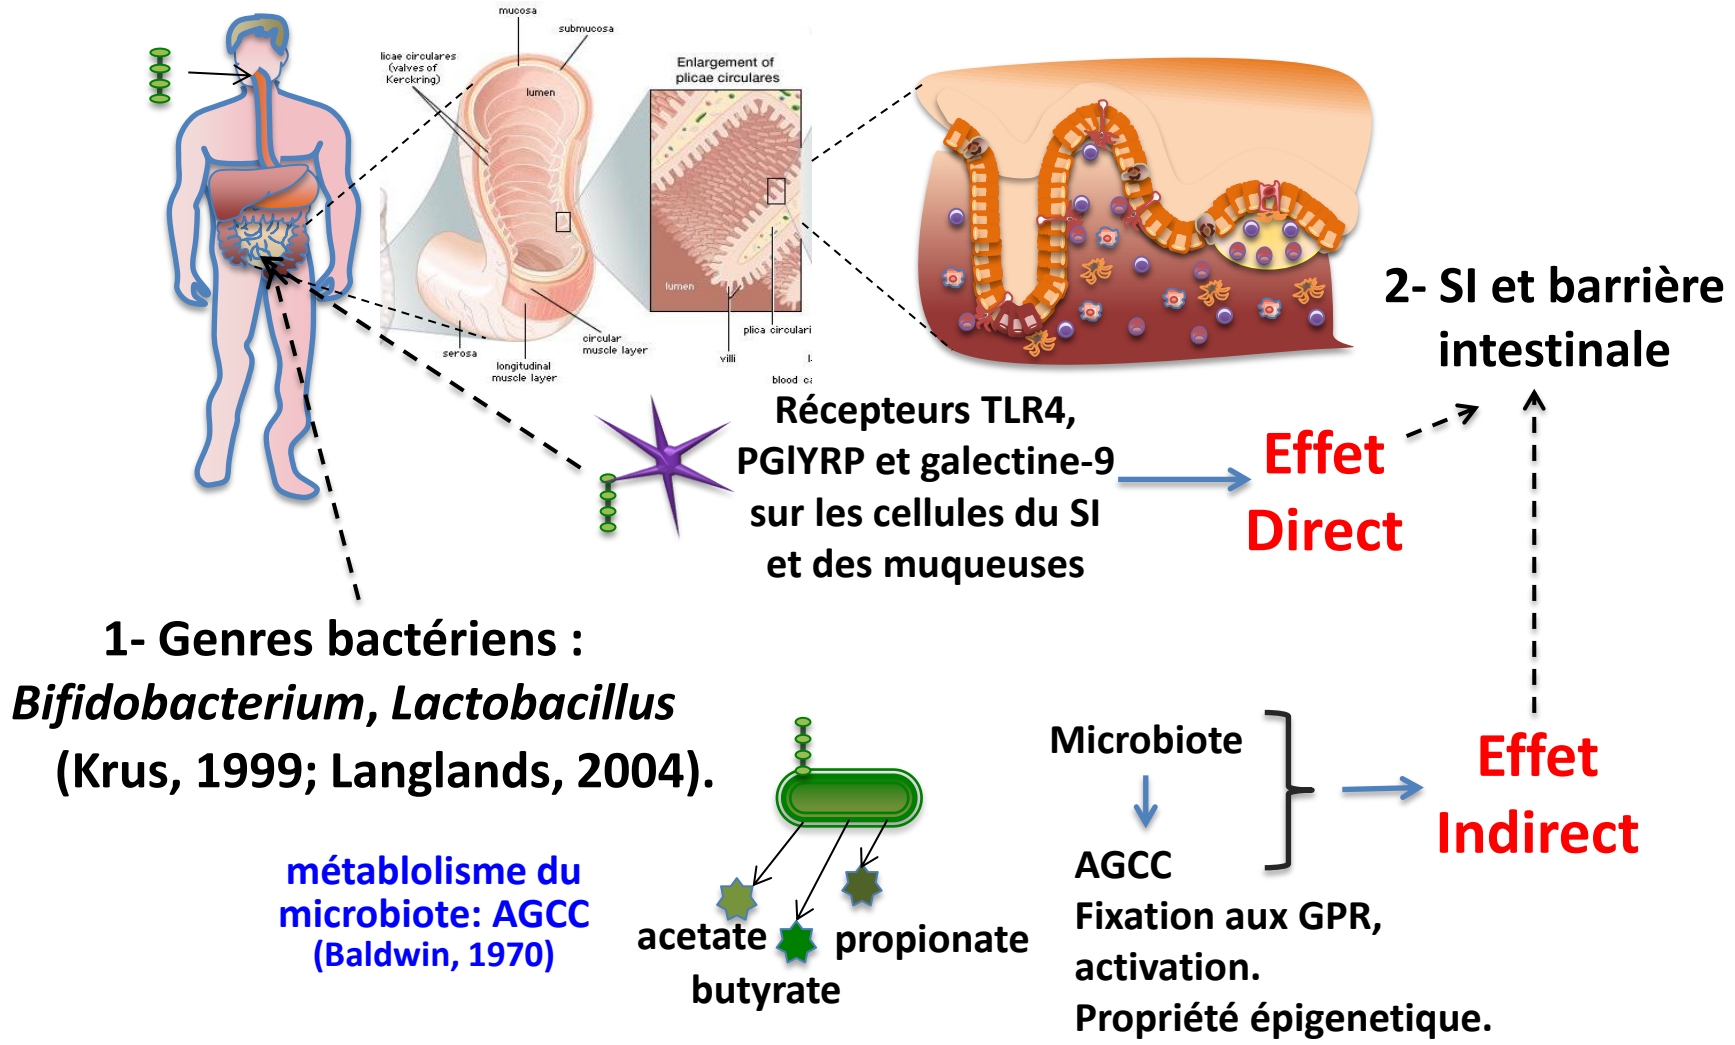 mucosa
submucosa
licae circulares
(valves of
Kerckring)
lumen
Enlargement of
plicae circulares
lumen
plica circulari
villi
circular
muscle layer
serosa
longitudinal
muscle layer
blood ca
2- SI et barrière
intestinale
Récepteurs TLR4,
PGlYRP et galectine-9
sur les cellules du SI
et des muqueuses
Effet
Direct
1- Genres bactériens :
Bifidobacterium, Lactobacillus
(Krus, 1999; Langlands, 2004).
métablolisme du
microbiote: AGCC
(Baldwin, 1970)
acetate
propionate
butyrate
Microbiote
AGCC
Fixation aux GPR,
activation.
Propriété épigenetique.
Effet
Indirect